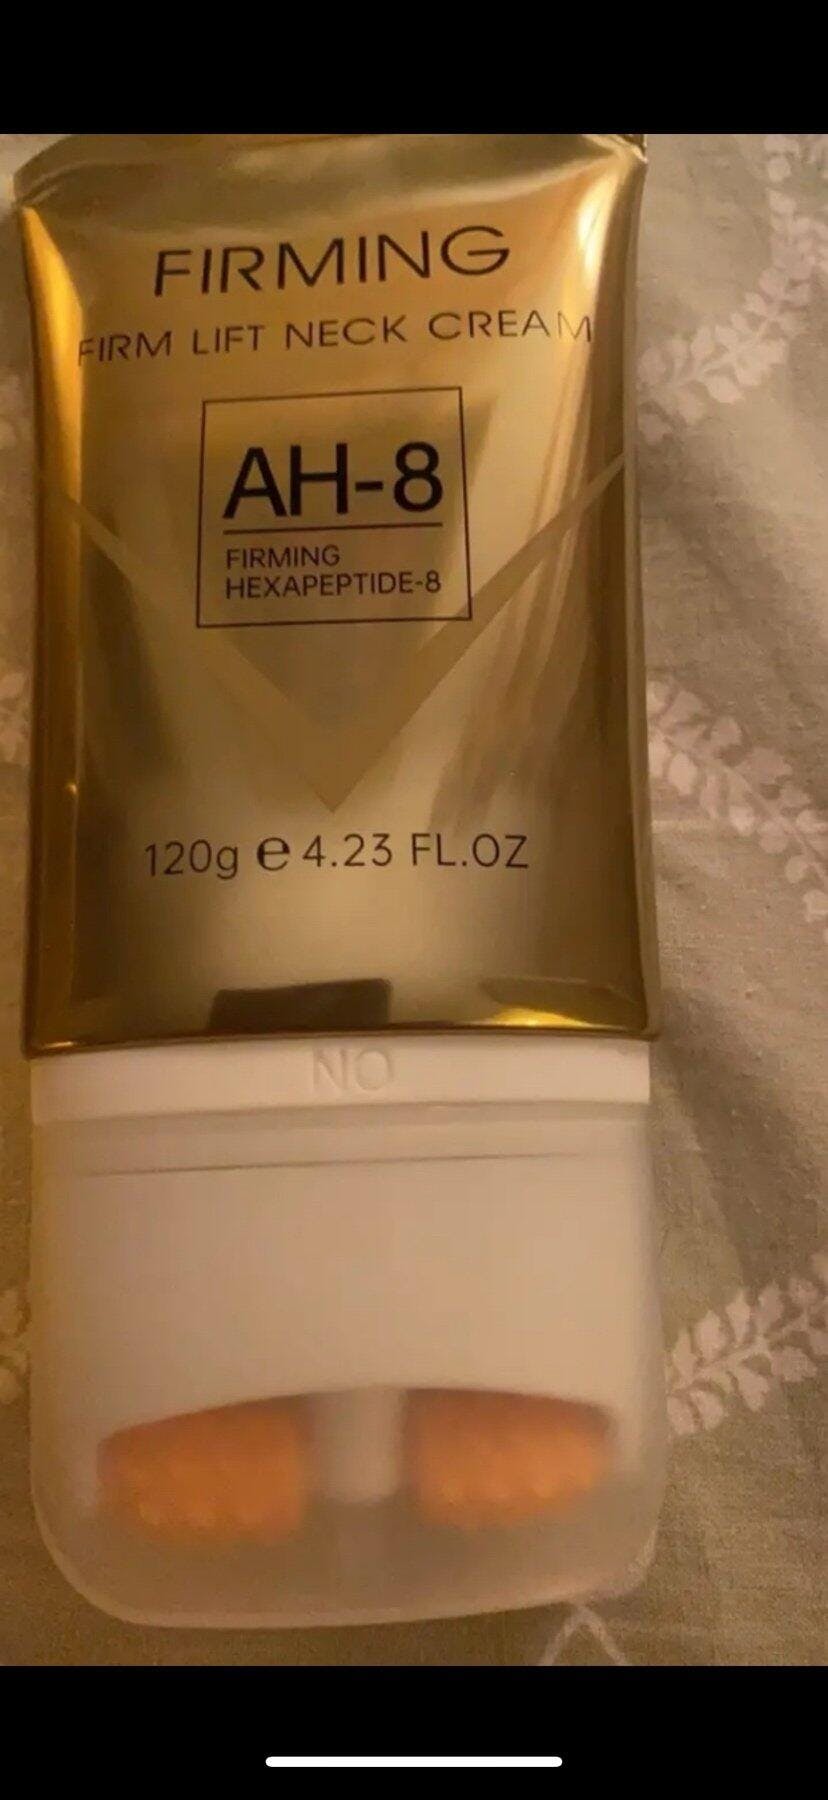 FIRMING
FIRM LIFT NECK CREAM
AH-8
FIRMING
HEXAPEPTIDE-8
120g e 4.23 FL.OZ
NO